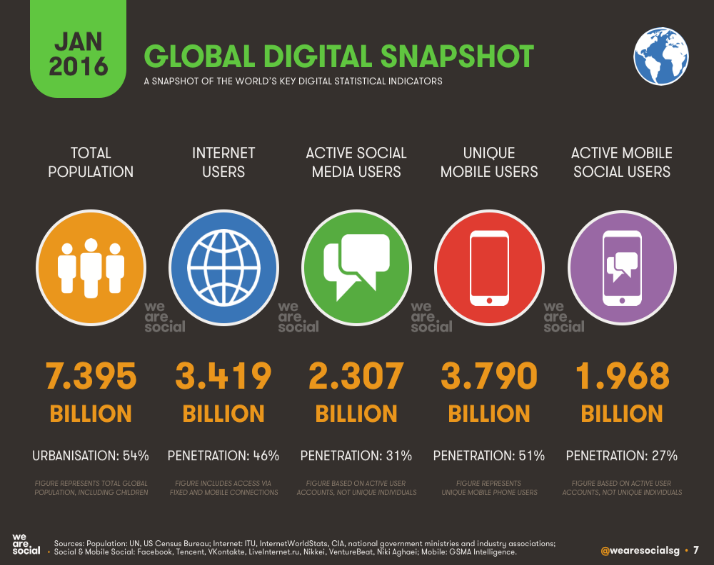 JAN
2016
GLOBAL DIGITAL SNAPSHOT
A SNAPSHOT OF THE WORLD'S KEY DIGITAL STATISTICAL INDICATORS
TOTAL
POPULATION
INTERNET
USERS
ACTIVE SOCIAL
MEDIA USERS
UNIQUE
MOBILE USERS
ACTIVE MOBILE
SOCIAL USERS
we
are
social
we
are
social
we
are
social
we
are
social
7.395
BILLION
3.419
BILLION
2.307
BILLION
3.790
BILLION
1.968
BILLION
URBANISATION: 54%
PENETRATION: 46%
PENETRATION: 31%
PENETRATION: 51%
PENETRATION: 27%
FIGURE REPRESENTS TOTAL GLOBAL
POPULATION, INCLUDING CHILDREN
FIGURE INCLUDES ACCESS VIA
FIXED AND MOBILE CONNECTIONS
FIGURE BASED ON ACTIVE USER
ACCOUNTS, NOT UNIQUE INDIVIDUALS
FIGURE REPRESENTS
UNIQUE MOBILE PHONE USERS
FIGURE BASED ON ACTIVE USER
ACCOUNTS, NOT UNIQUE INDIVIDUALS
we
are
social
Sources: Population: UN, US Census Bureau; Internet: ITU, InternetWorldStats, CIA, national government ministries and industry associations;
• Social & Mobile Social: Facebook, Tencent, VKontakte, LiveInternet.ru, Nikkei, VentureBeat, Niki Aghaei; Mobile: GSMA Intelligence.
@wearesocialsg • 7